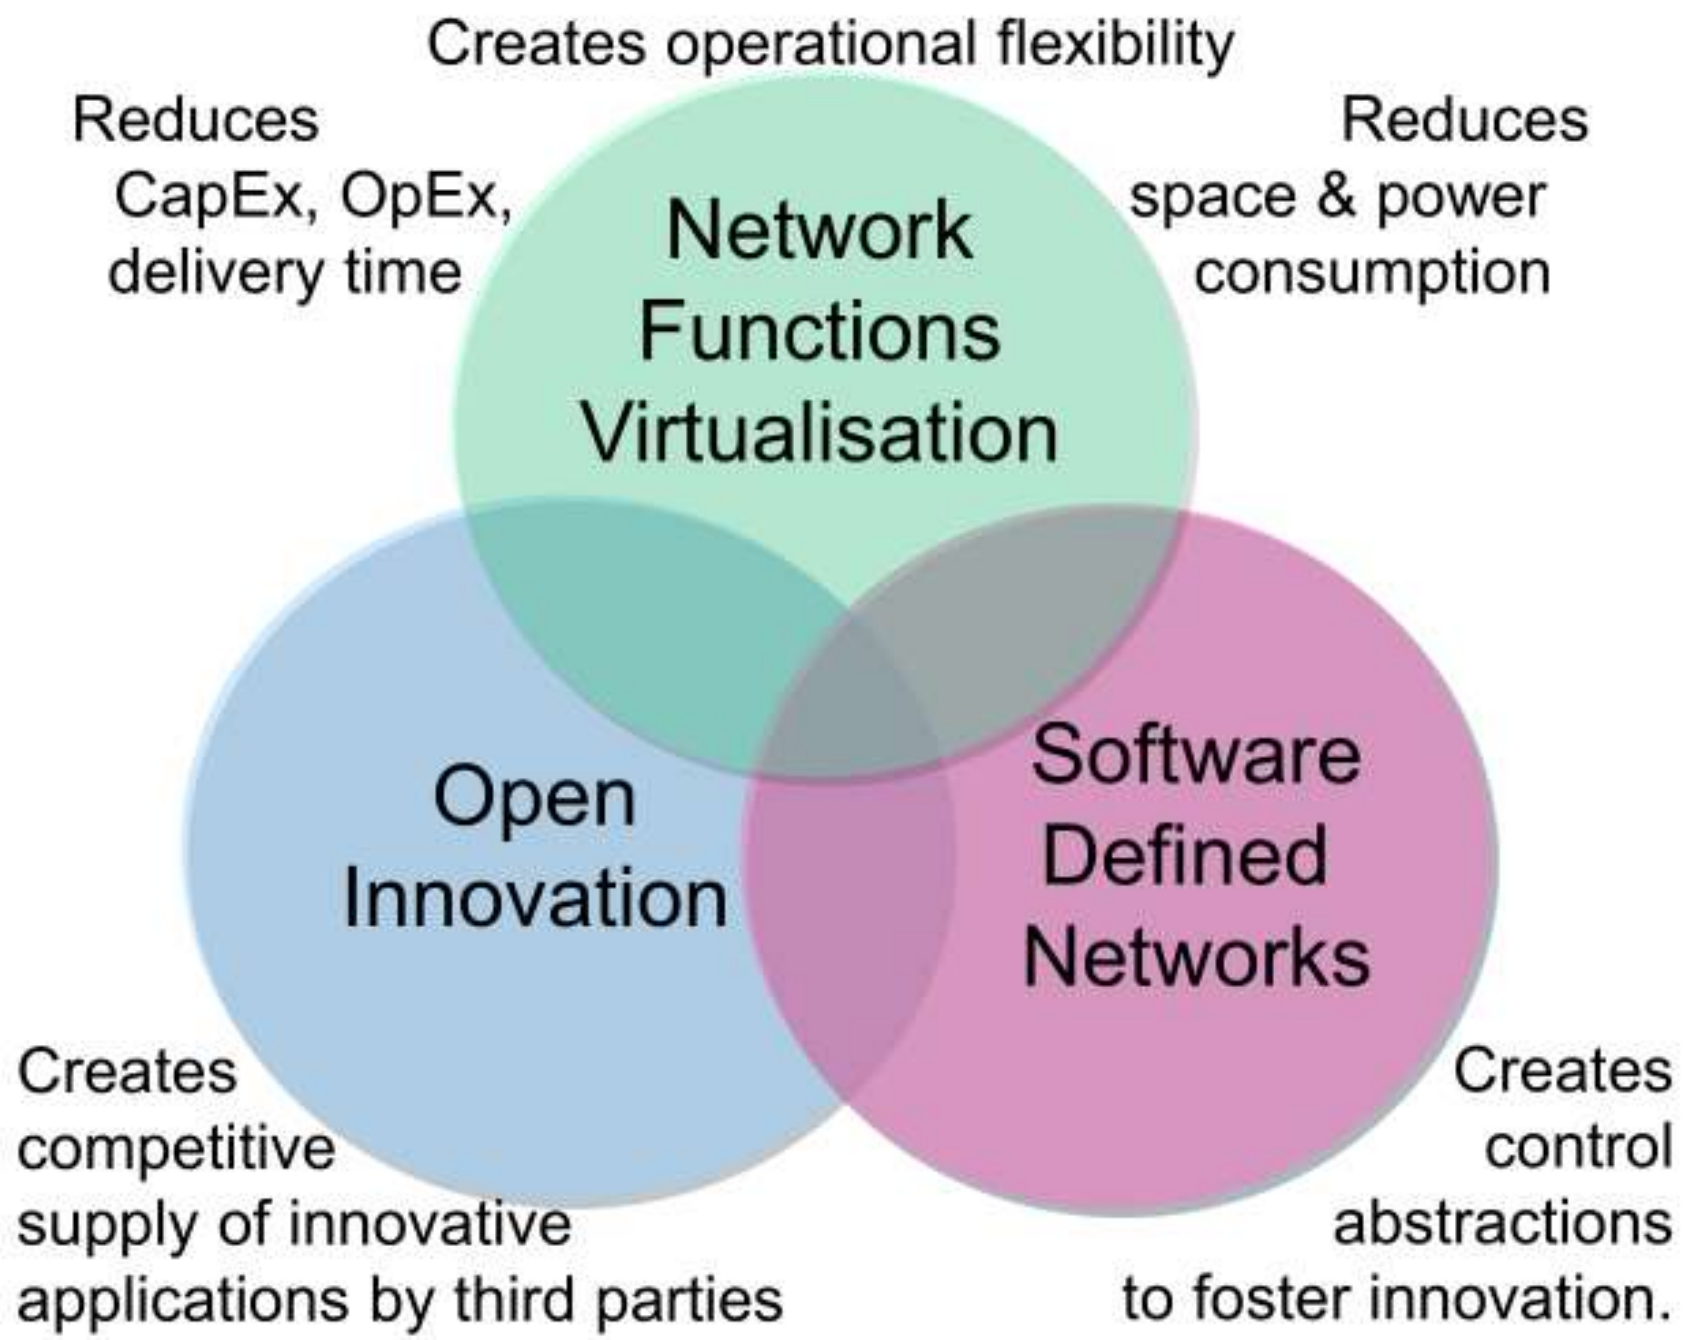 Creates operational flexibility
Reduces
CapEx, OpEx,
delivery time
Reduces
space & power
consumption
Network
Functions
Virtualisation
Open
Innovation
Software
Defined
Networks
Creates
competitive
supply of innovative
applications by third parties
Creates
control
abstractions
to foster innovation.